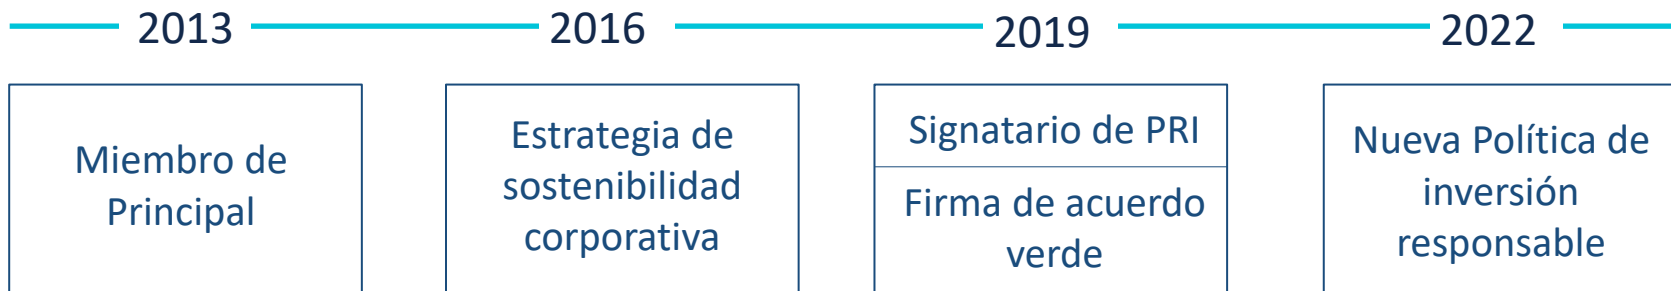 2013
2016
2019
2022
Miembro de
Principal
Estrategia de
sostenibilidad
corporativa
Signatario de PRI
Firma de acuerdo
verde
Nueva Política de
inversión
responsable